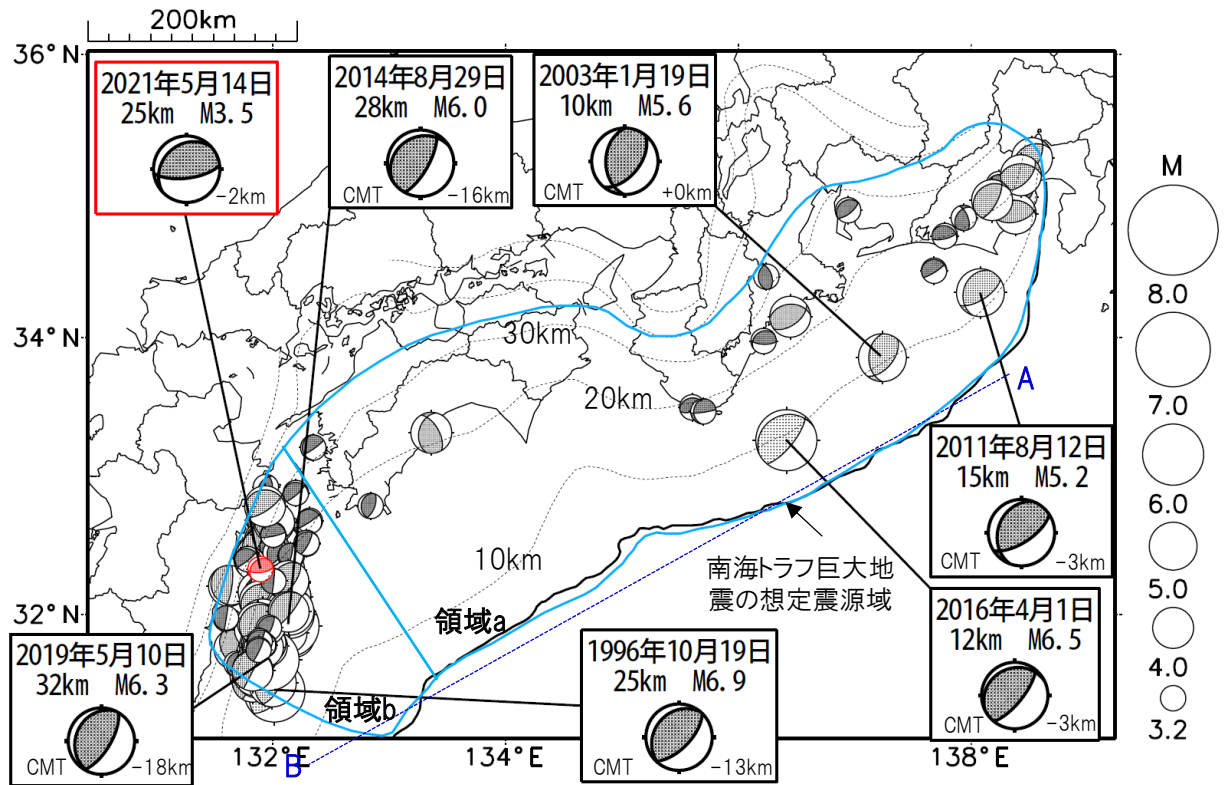 200km
36°N
34°N
32°N
132°E
134°E
138°E
2021年5月14日
25km M3.5
-2km
2014年8月29日
28km M6.0
CMT
-16km
2003年1月19日
10km M5.6
CMT
+0km
30km
20km
10km
A
B
領域a
領域b
南海トラフ巨大地
震の想定震源域
2011年8月12日
15km M5.2
CMT
-3km
2016年4月1日
12km M6.5
CMT
-3km
1996年10月19日
25km M6.9
CMT
-13km
2019年5月10日
32km M6.3
CMT
-18km
M
8.0
7.0
6.0
5.0
4.0
3.2